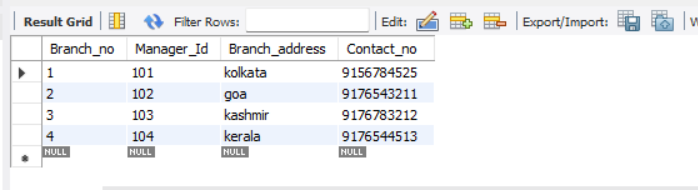 Result Grid Filter Rows: Edit: Export/Import:
Branch_no Manager_Id Branch_address Contact_no
1 101 kolkata 9156784525
2 102 goa 9176543211
3 103 kashmir 9176783212
4 104 kerala 9176544513
NULL NULL NULL NULL